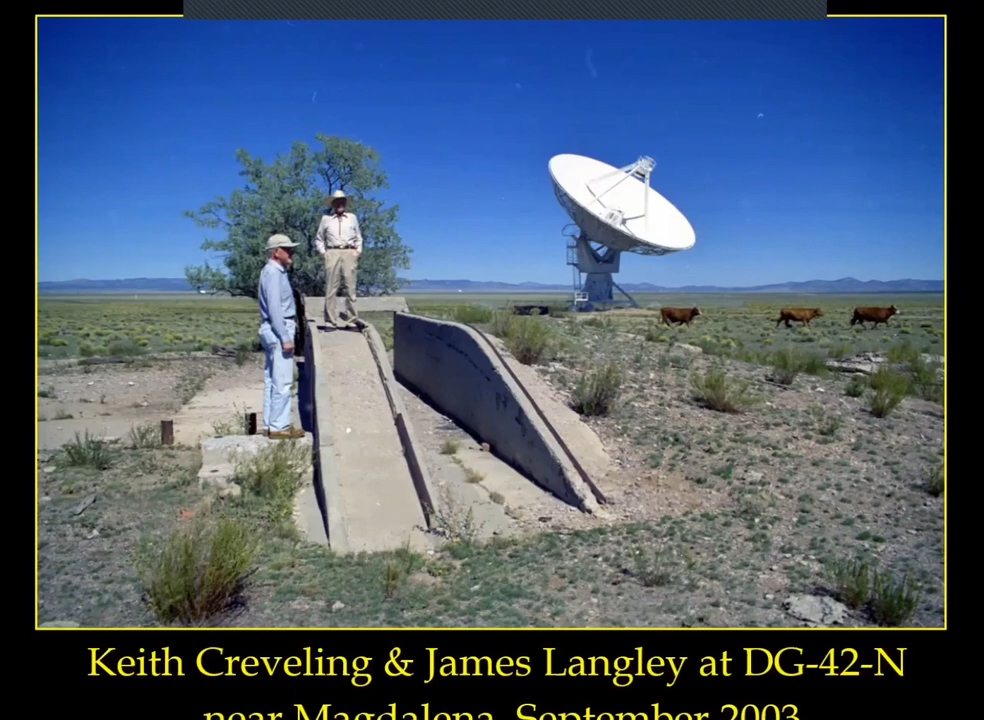 Keith Creveling & James Langley at DG-42-N
near Magdalena, September 2003